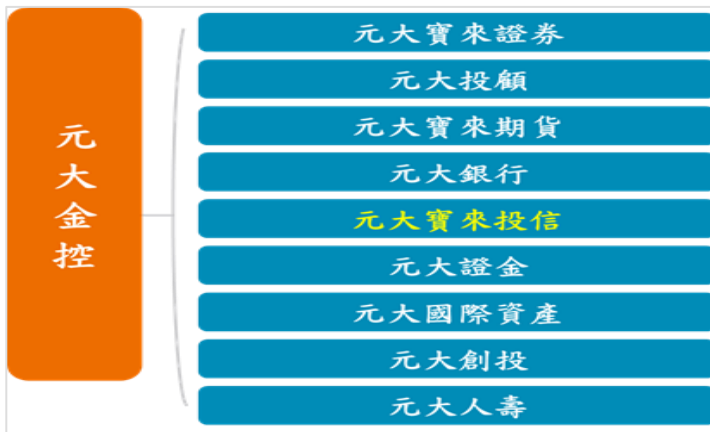 元大金控
元大寶來證券
元大投顧
元大寶來期貨
元大銀行
元大寶來投信
元大證金
元大國際資產
元大創投
元大人壽